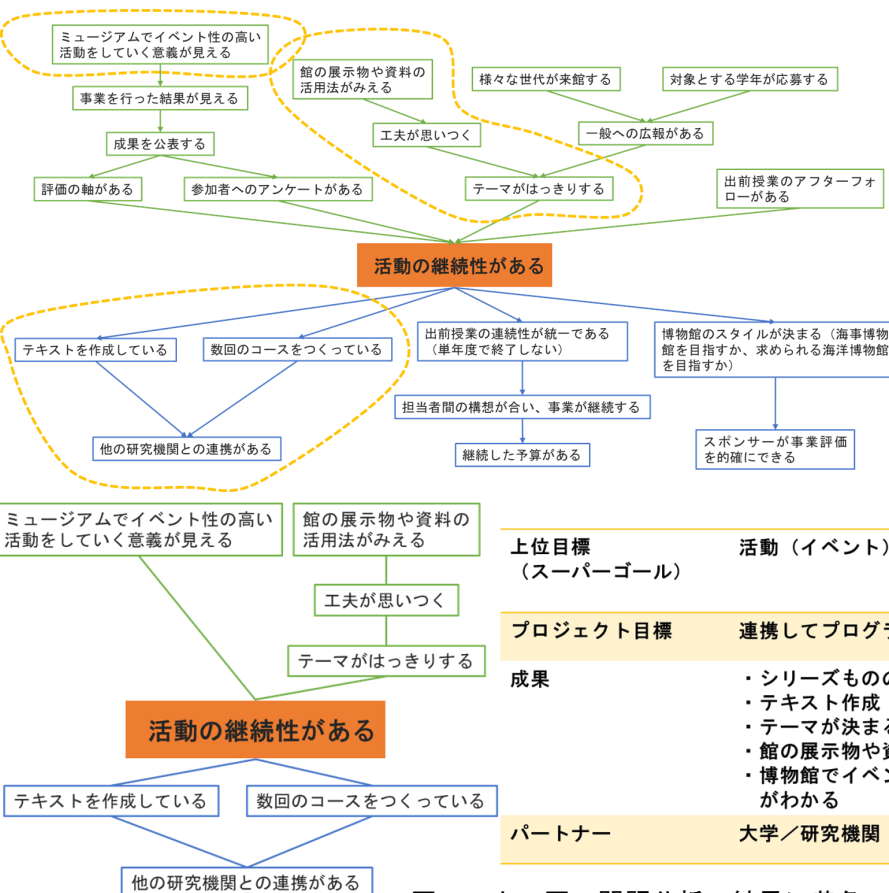 ミュージアムでイベント性の高い
活動をしていく意義が見える
事業を行った結果が見える
成果を公表する
評価の軸がある
参加者へのアンケートがある
館の展示物や資料の
活用法がみえる
工夫が思いつく
様々な世代が来館する
対象とする学年が応募する
一般への広報がある
テーマがはっきりする
出前授業のアフターフォ
ローがある
活動の継続性がある
テキストを作成している
数回のコースをつくっている
他の研究機関との連携がある
出前授業の連続性が統一である
（単年度で終了しない）
担当者間の構想が合い、事業が継続する
継続した予算がある
博物館のスタイルが決まる（海事博物
館を目指すか、求められる海洋博物館
を目指すか）
スポンサーが事業評価
を的確にできる
ミュージアムでイベント性の高い
活動をしていく意義が見える
館の展示物や資料の
活用法がみえる
工夫が思いつく
テーマがはっきりする
活動の継続性がある
テキストを作成している
数回のコースをつくっている
他の研究機関との連携がある
上位目標 活動（イベント）
（スーパーゴール）
プロジェクト目標 連携してプログラ
成果 ・シリーズものの
・テキスト作成
・テーマが決まる
・館の展示物や資
・博物館でイベン
がわかる
パートナー 大学／研究機関